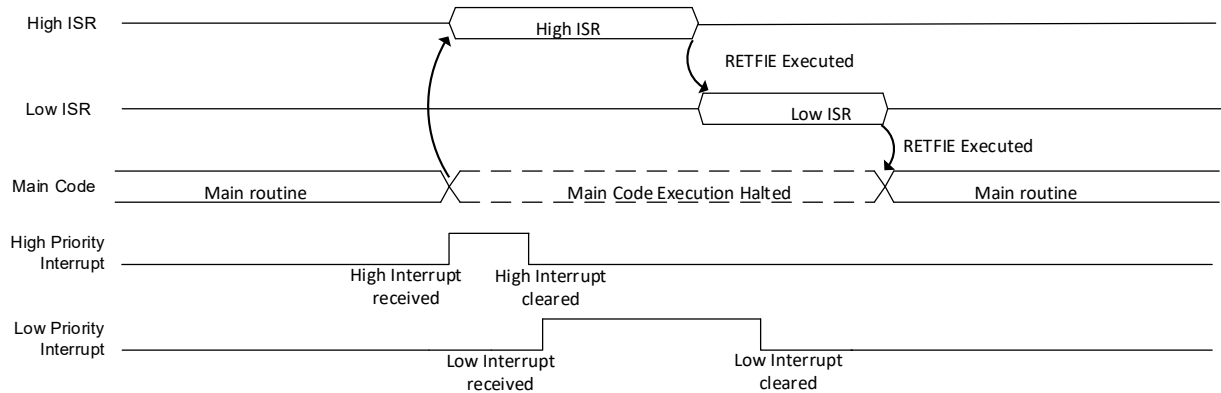 High ISR
High ISR
RETFIE Executed
Low ISR
Low ISR
RETFIE Executed
Main Code
Main routine
Main Code Execution Halted
Main routine
High Priority
Interrupt
High Interrupt
received
High Interrupt
cleared
Low Priority
Interrupt
Low Interrupt
received
Low Interrupt
cleared